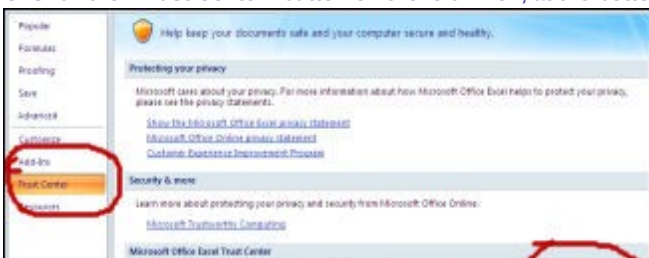 Popular
Formulas
Proofing
Save
Advanced
Customize
Add-Ins
Trust Center
Resources
Help keep your documents safe and your computer secure and healthy.
Protecting your privacy
Microsoft cares about your privacy. For more information about how Microsoft Office Excel helps to protect your privacy,
please see the privacy statements.
Show the Microsoft Office Excel privacy statement
Microsoft Office Online privacy statement
Customer Experience Improvement Program
Security & more
Learn more about protecting your privacy and security from Microsoft Office Online.
Microsoft Trustworthy Computing
Microsoft Office Excel Trust Center